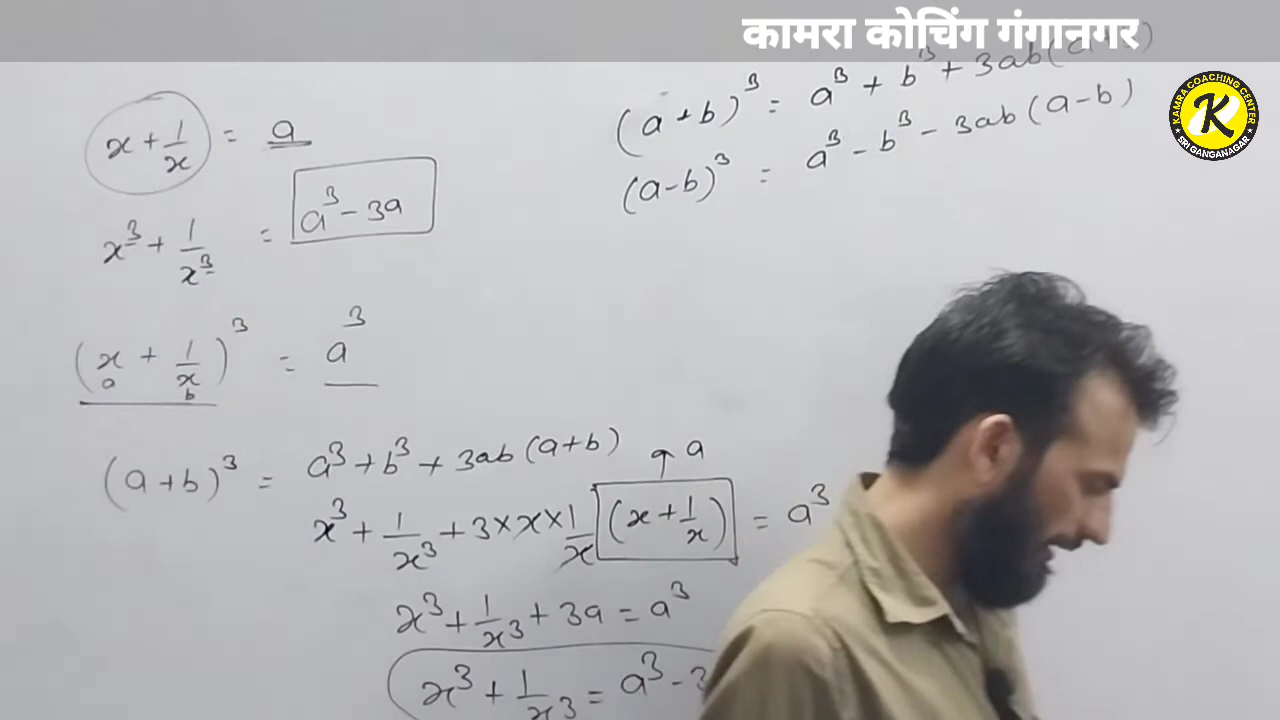 कामरा कोचिंग गंगानगर
KAMRA COACHING CENTER
K
SRI GANGANAGAR
x + 1/x = a
x³ + 1/x³ = a³ - 3a
(x + 1/x)³ = a³
a b
(a+b)³ = a³ + b³ + 3ab(a+b)
x³ + 1/x³ + 3×x×1/x (x + 1/x) = a³
→ a
x³ + 1/x³ + 3a = a³
x³ + 1/x³ = a³ - 3
(a+b)³ = a³ + b³ + 3ab(a
(a-b)³ = a³ - b³ - 3ab(a-b)